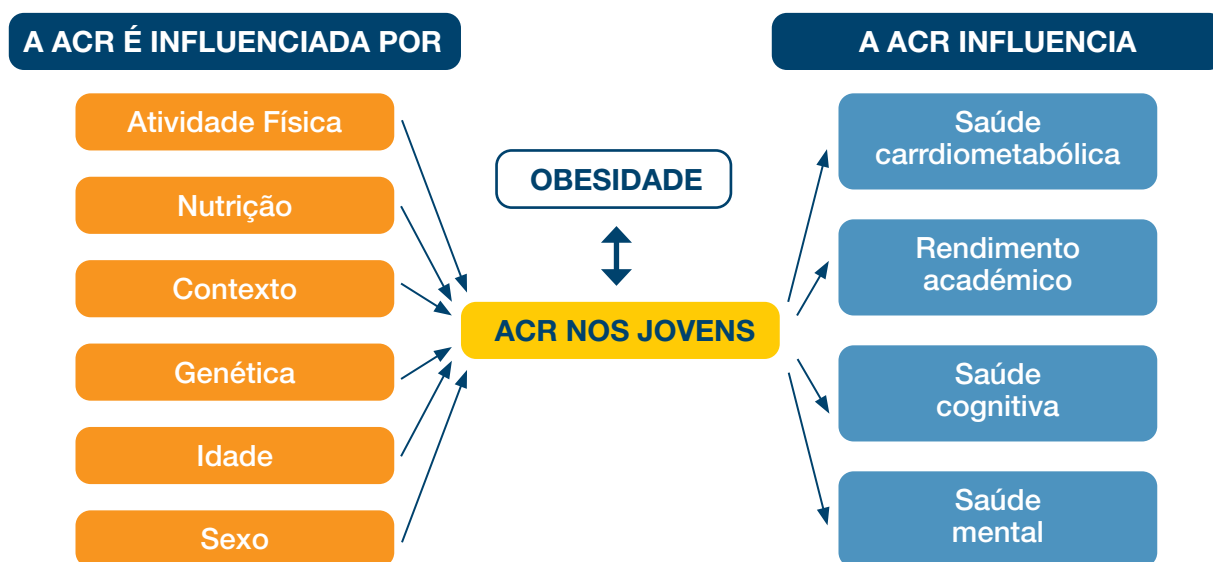 A ACR É INFLUENCIADA POR
Atividade Física
Nutrição
Contexto
Genética
Idade
Sexo
OBESIDADE
ACR NOS JOVENS
A ACR INFLUENCIA
Saúde
carrdiometabólica
Rendimento
académico
Saúde
cognitiva
Saúde
mental